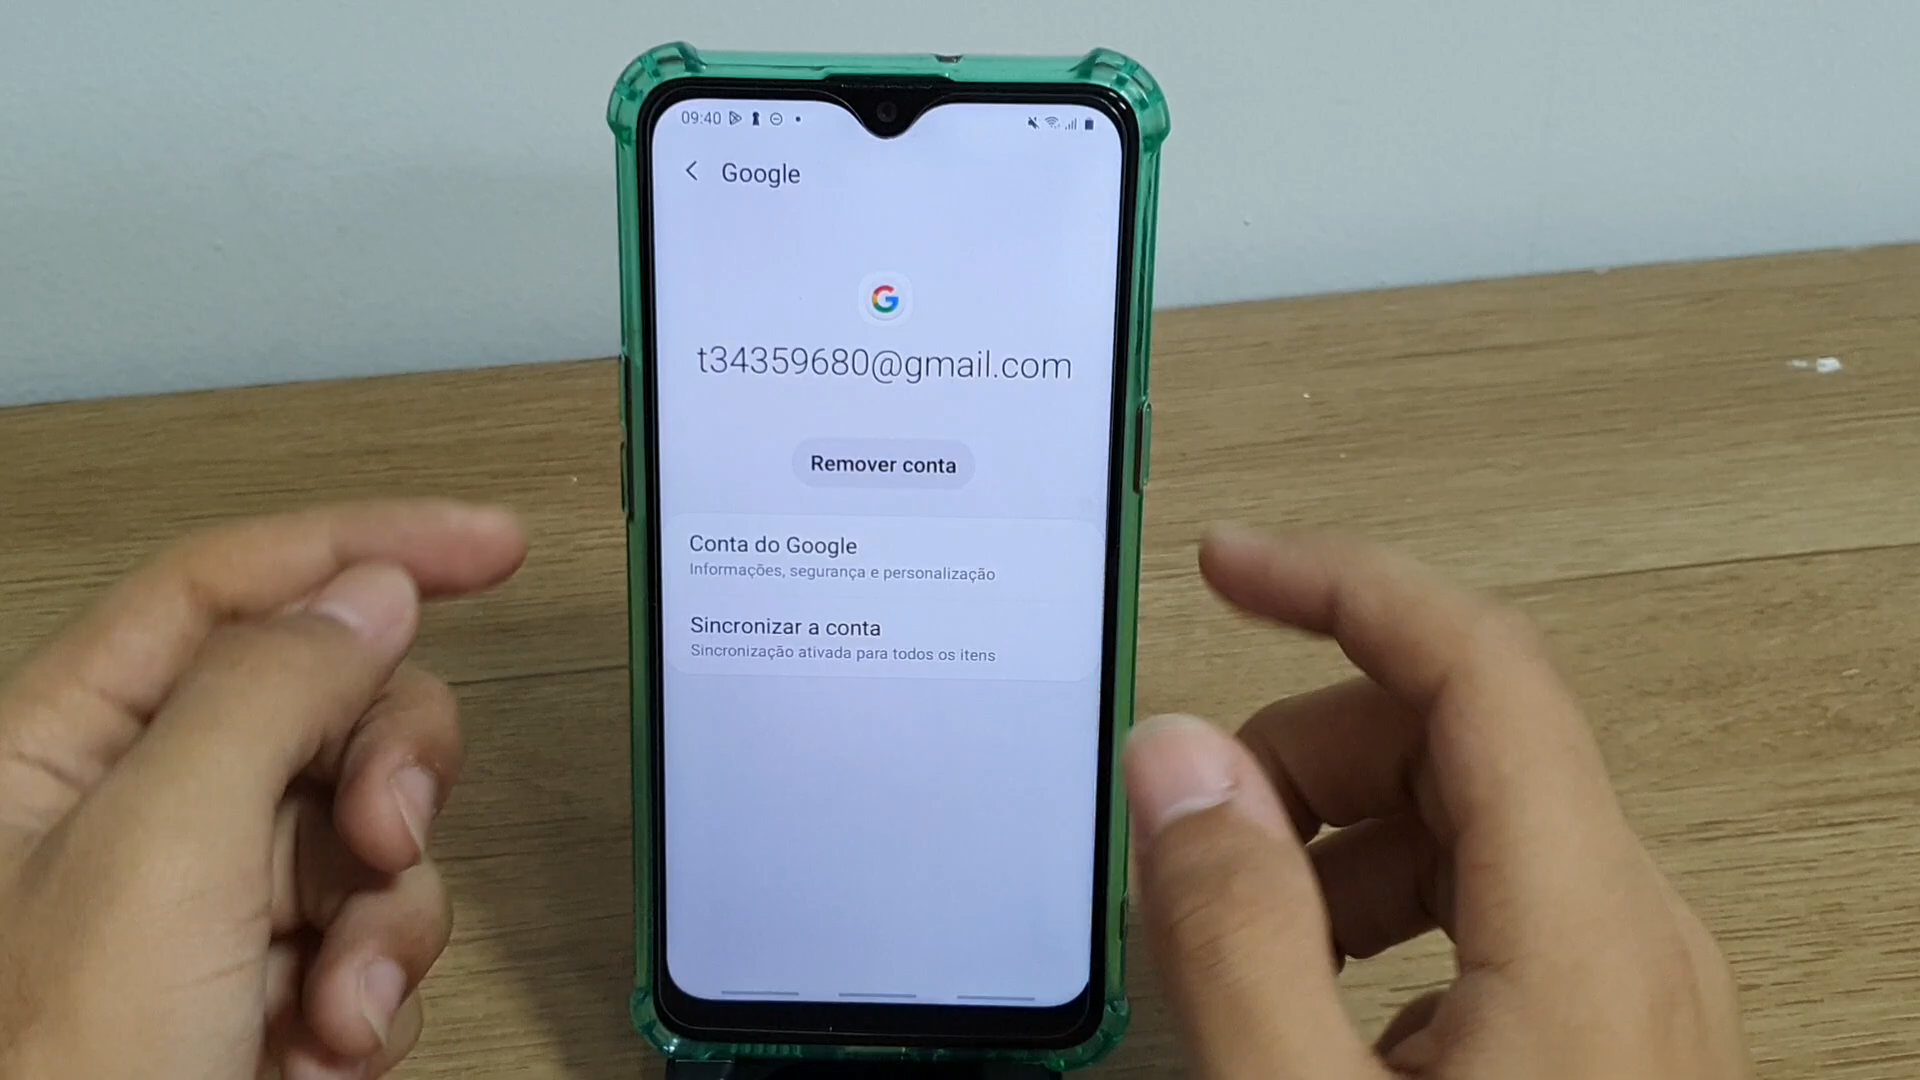 09:40
Google
G
t34359680@gmail.com
Remover conta
Conta do Google
Informações, segurança e personalização
Sincronizar a conta
Sincronização ativada para todos os itens